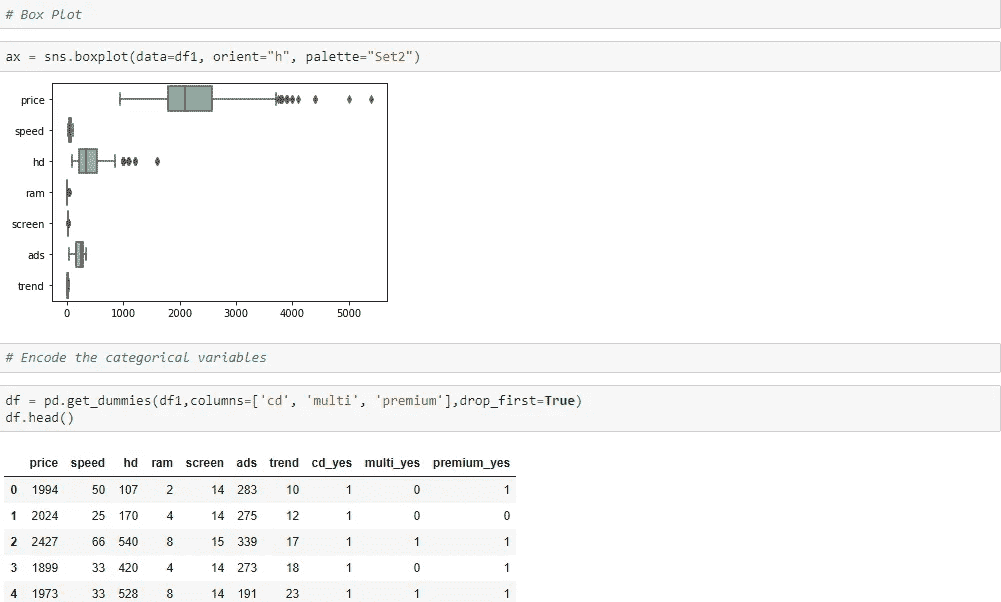 # Box Plot
ax = sns.boxplot(data=df1, orient="h", palette="Set2")
price
speed
hd
ram
screen
ads
trend
0 1000 2000 3000 4000 5000
# Encode the categorical variables
df = pd.get_dummies(df1,columns=['cd', 'multi', 'premium'],drop_first=True)
df.head()
price speed hd ram screen ads trend cd_yes multi_yes premium_yes
0 1994 50 107 2 14 283 10 1 0 1
1 2024 25 170 4 14 275 12 1 0 0
2 2427 66 540 8 15 339 17 1 1 1
3 1899 33 420 4 14 273 18 1 0 1
4 1973 33 528 8 14 191 23 1 1 1